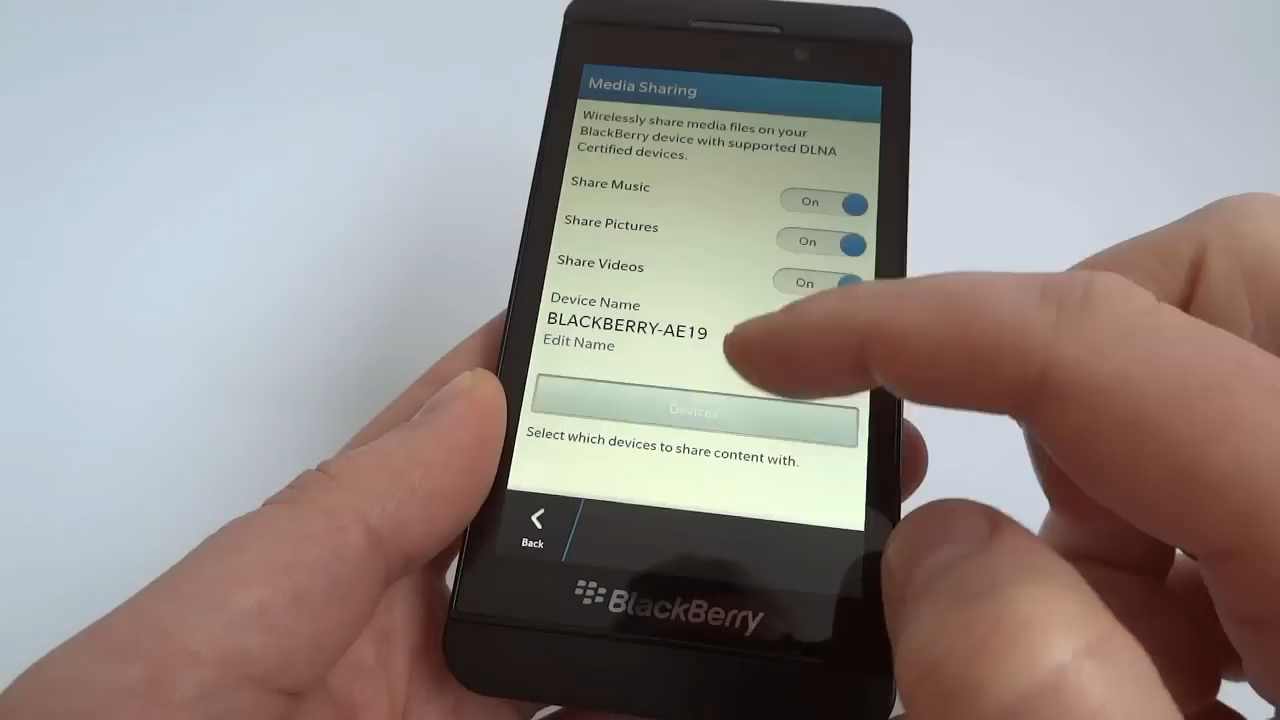 Media Sharing
Wirelessly share media files on your
BlackBerry device with supported DLNA
Certified devices.
Share Music
On
Share Pictures
On
Share Videos
On
Device Name
BLACKBERRY-AE19
Edit Name
Devices
Select which devices to share content with.
Back
BlackBerry